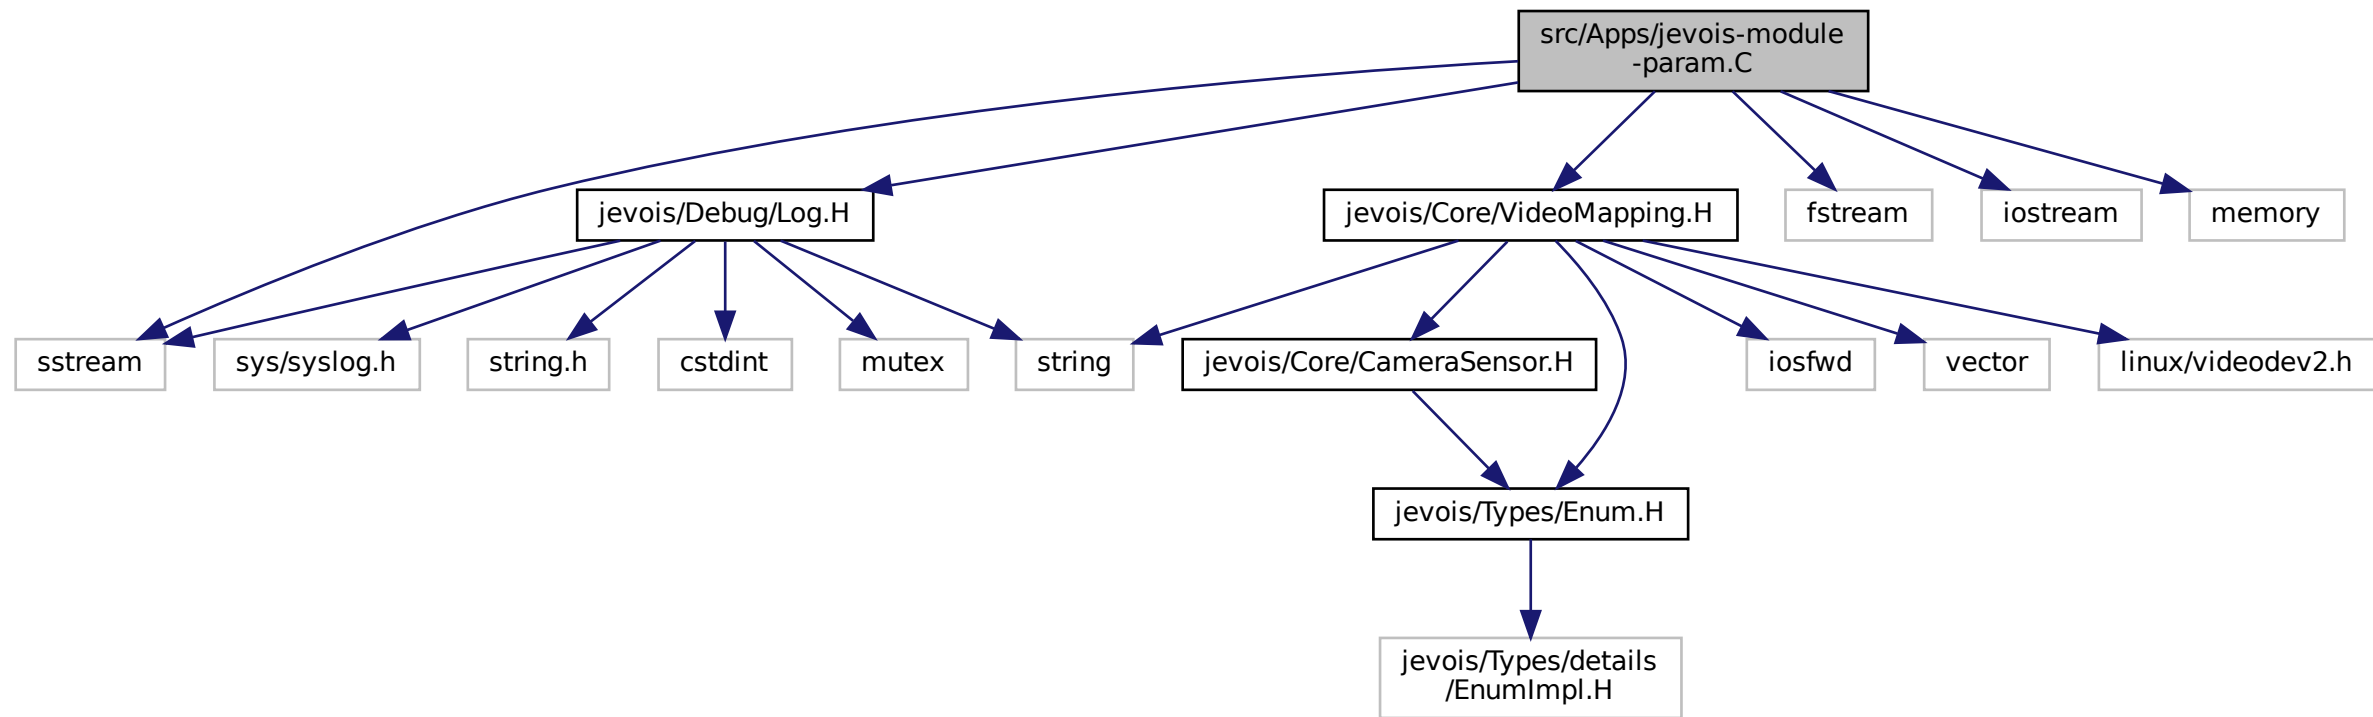 src/Apps/jevois-module
-param.C
jevois/Debug/Log.H
jevois/Core/VideoMapping.H
fstream
iostream
memory
sstream
sys/syslog.h
string.h
cstdint
mutex
string
jevois/Core/CameraSensor.H
iosfwd
vector
linux/videodev2.h
jevois/Types/Enum.H
jevois/Types/details
/EnumImpl.H